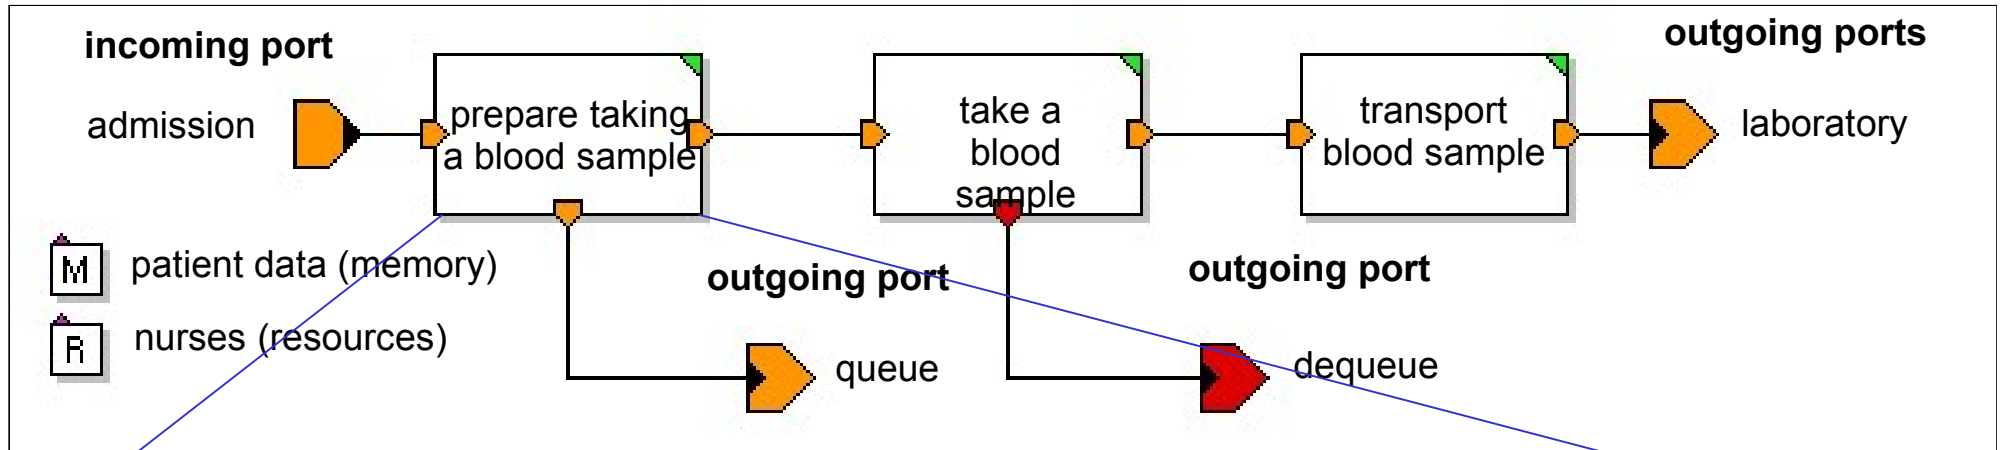 incoming port
outgoing ports
admission
prepare taking
a blood sample
take a
blood
sample
transport
blood sample
laboratory
M
patient data (memory)
outgoing port
outgoing port
R
nurses (resources)
queue
dequeue